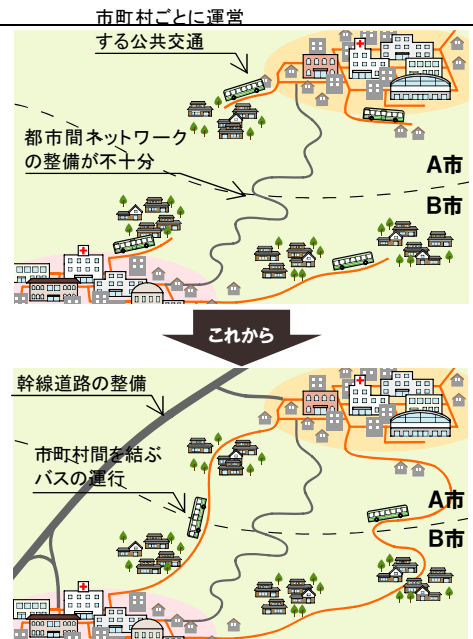 市町村ごとに運営
する公共交通
都市間ネットワーク
の整備が不十分
A市
B市
これから
幹線道路の整備
市町村間を結ぶ
バスの運行
A市
B市